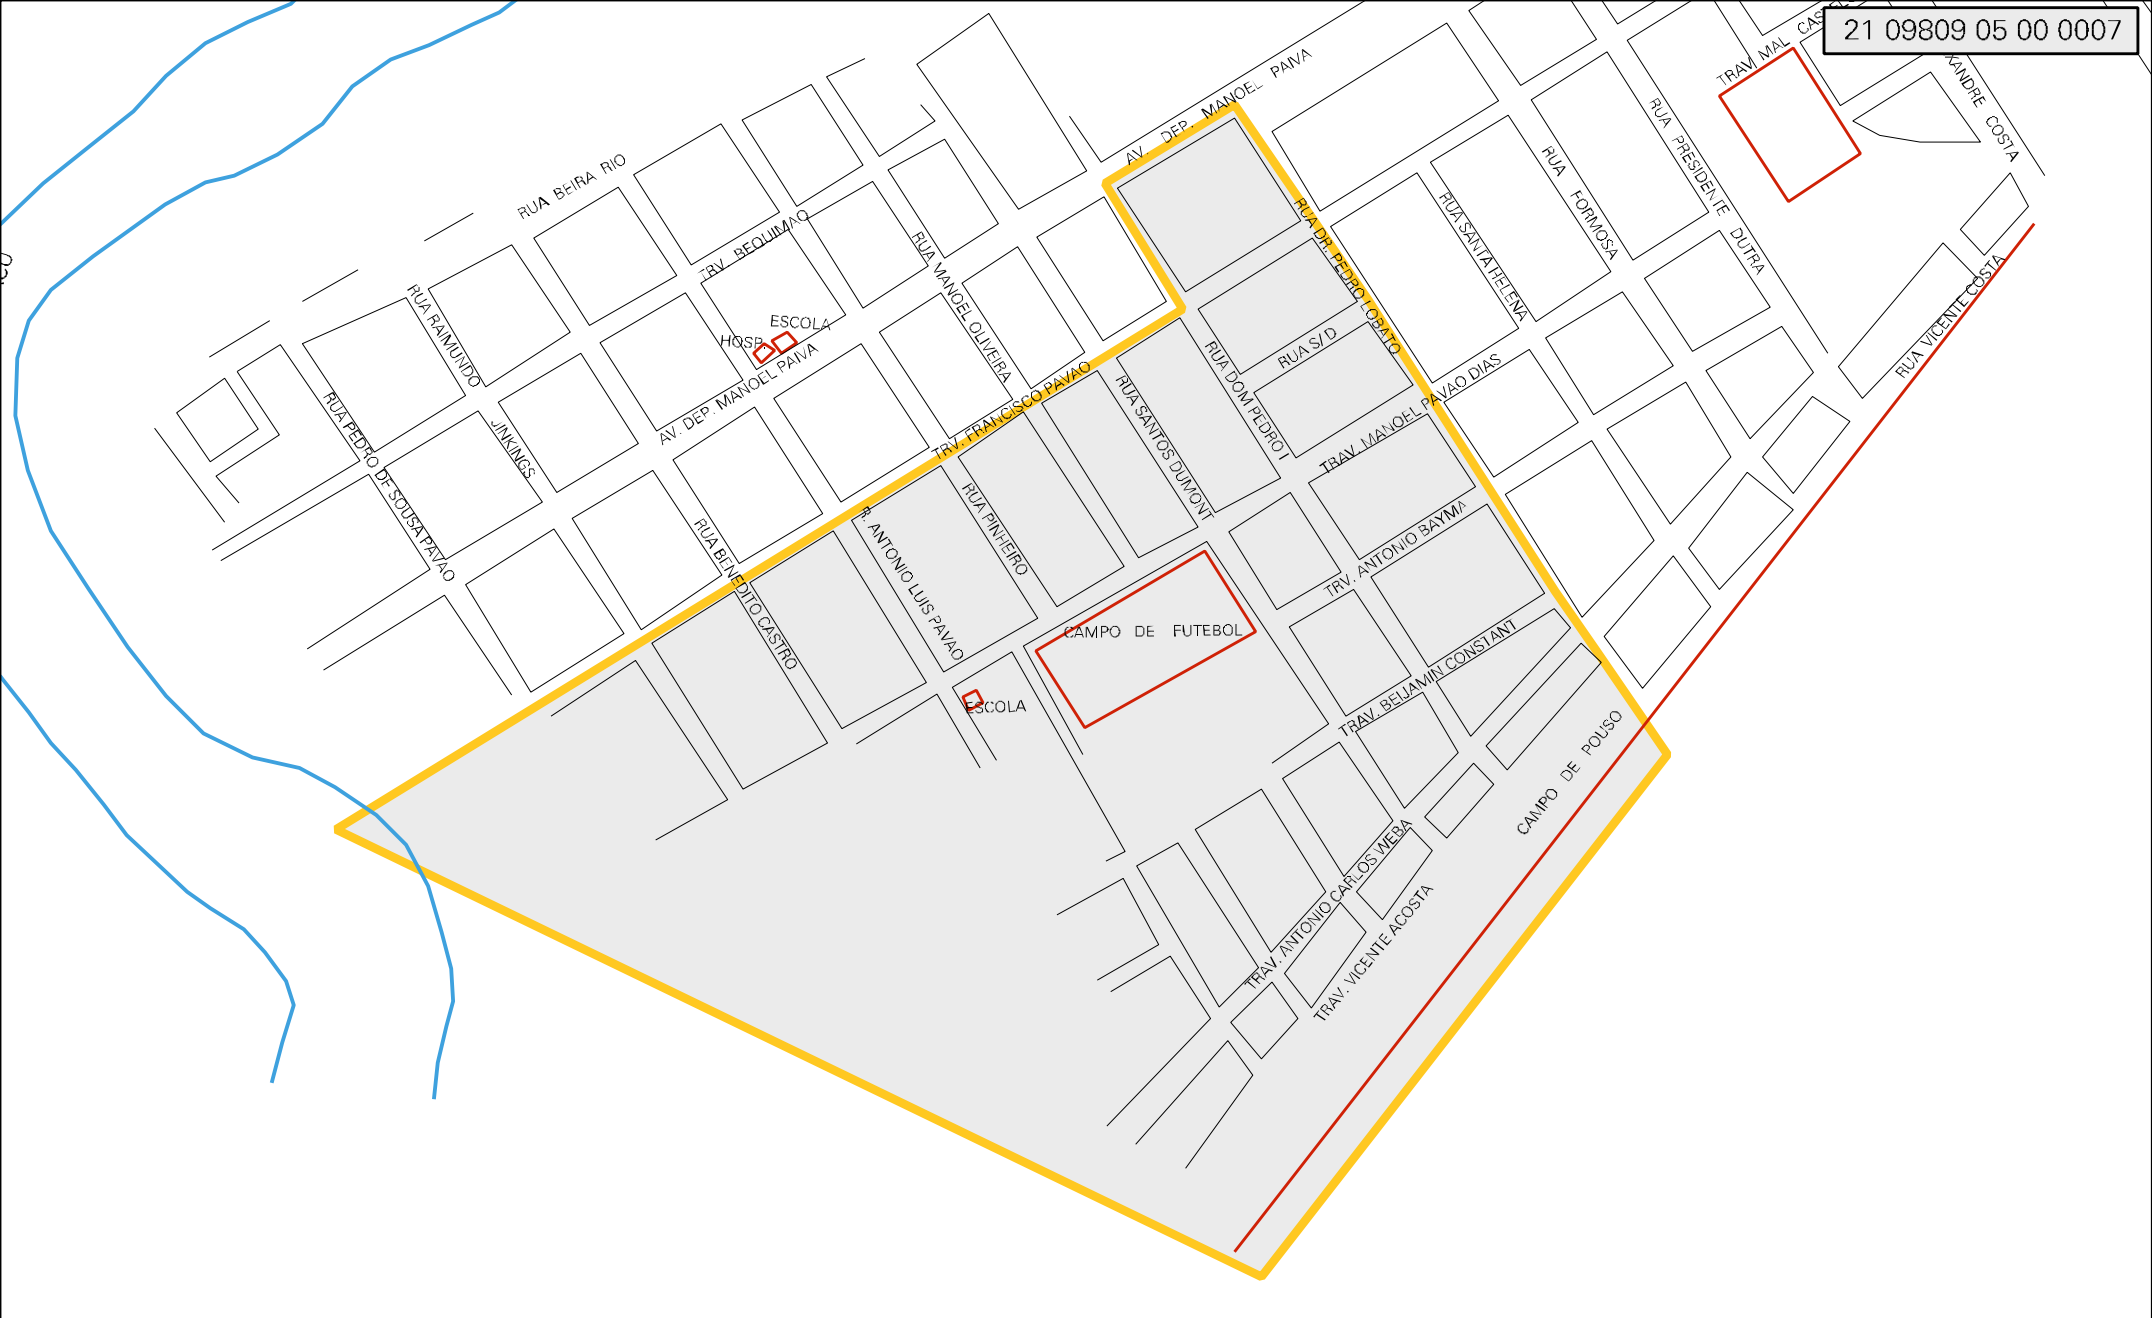 21 09809 05 00 0007
TRAV MAL
XANDRE COSTA
AV. DEP. MANOEL PAIVA
RUA PRESIDENTE DUTRA
RUA FORMOSA
RUA SANTA HELENA
RUA DR. PEDRO LOBATO
RUA BEIRA RIO
TRV. BEQUIMAO
RUA MANOEL OLIVEIRA
RUA RAIMUNDO JINKINGS
ESCOLA
HOSP.
AV. DEP. MANOEL PAIVA
RUA VICENTE COSTA
RUA S/D
RUA DOM PEDRO I
TRAV. MANOEL PAVAO DIAS
TRV. FRANCISCO PAVAO
RUA SANTOS DUMONT
RUA PEDRO DE SOUSA PAVAO
RUA PINHEIRO
R. ANTONIO LUIS PAVAO
RUA BENEDITO CASTRO
TRV. ANTONIO BAYMA
CAMPO DE FUTEBOL
TRAV. BEIJAMIN CONSTANT
ESCOLA
CAMPO DE POUSO
TRAV. ANTONIO CARLOS WEBA
TRAV. VICENTE ACOSTA